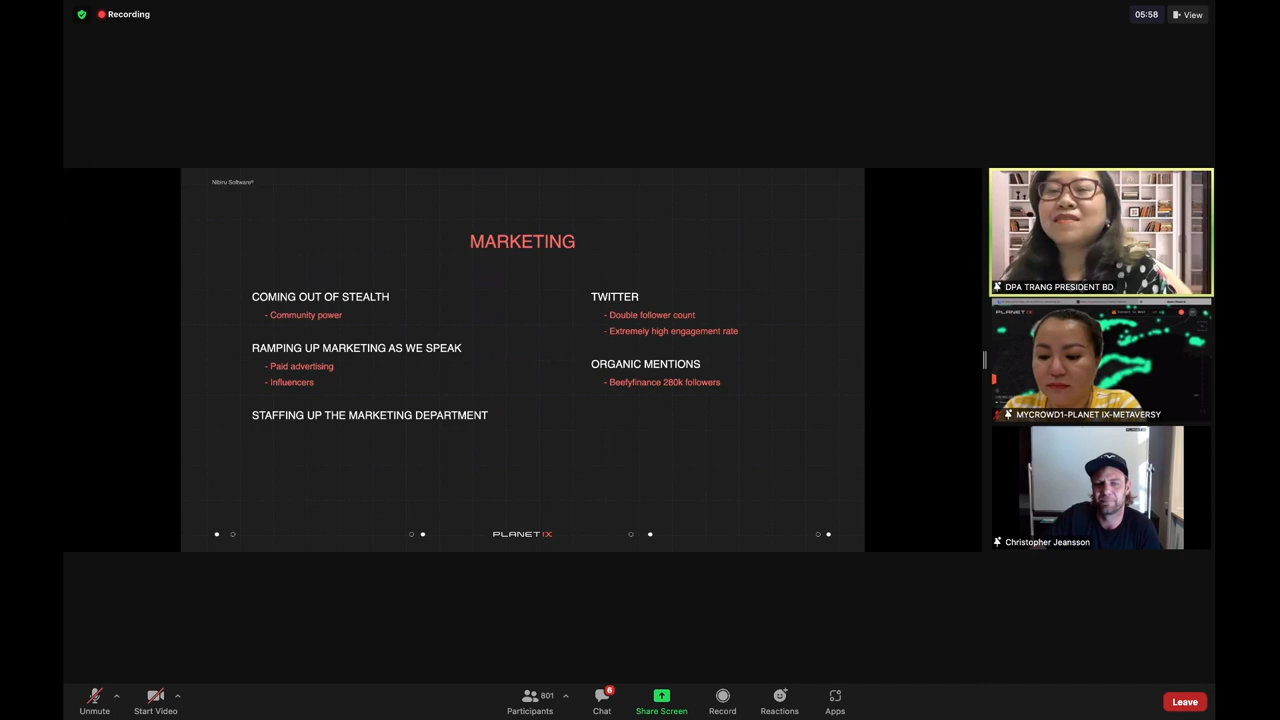 Recording
05:58
View
Nibiru Software
MARKETING
COMING OUT OF STEALTH
- Community power
RAMPING UP MARKETING AS WE SPEAK
- Paid advertising
- Influencers
STAFFING UP THE MARKETING DEPARTMENT
TWITTER
- Double follower count
- Extremely high engagement rate
ORGANIC MENTIONS
- Beefyfinance 280k followers
PLANET IX
DPA TRANG PRESIDENT BD
PLANET IX
MYCROWD1-PLANET IX-METAVERSY
Christopher Jeansson
Unmute
Start Video
801
Participants
6
Chat
Share Screen
Record
Reactions
Apps
Leave